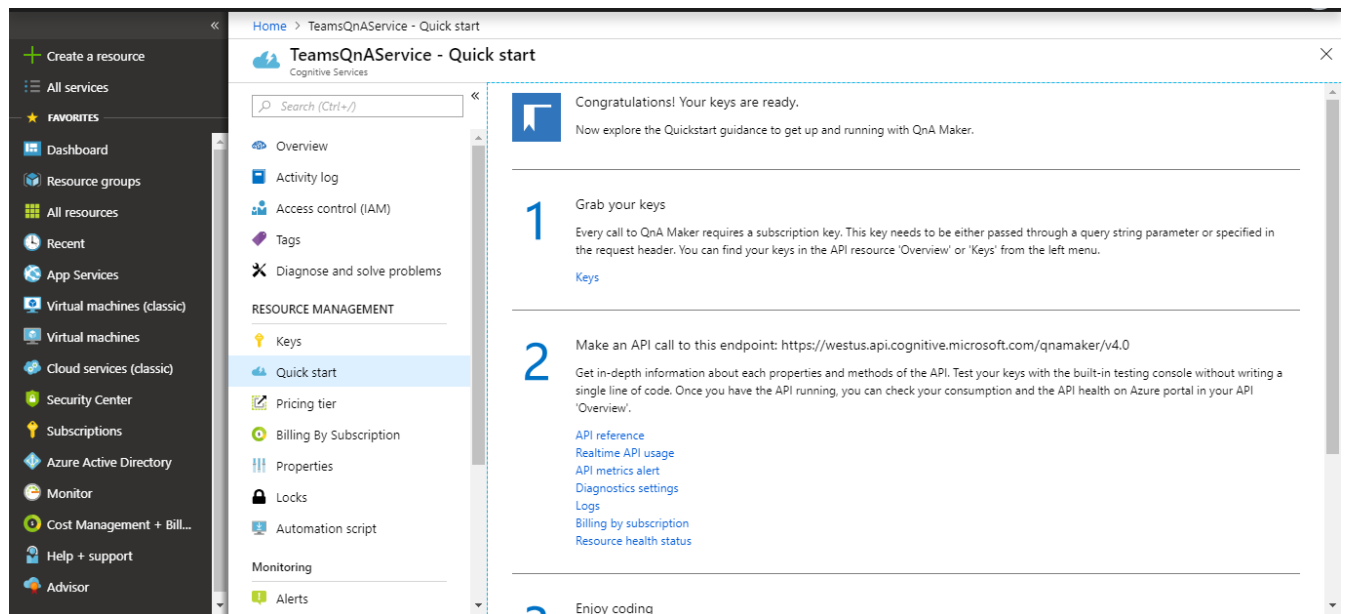 «
Create a resource
All services
FAVORITES
Dashboard
Resource groups
All resources
Recent
App Services
Virtual machines (classic)
Virtual machines
Cloud services (classic)
Security Center
Subscriptions
Azure Active Directory
Monitor
Cost Management + Bill...
Help + support
Advisor
Home > TeamsQnAService - Quick start
TeamsQnAService - Quick start
Cognitive Services
Search (Ctrl+/)
«
Overview
Activity log
Access control (IAM)
Tags
Diagnose and solve problems
RESOURCE MANAGEMENT
Keys
Quick start
Pricing tier
Billing By Subscription
Properties
Locks
Automation script
Monitoring
Alerts
Congratulations! Your keys are ready.
Now explore the Quickstart guidance to get up and running with QnA Maker.
1
Grab your keys
Every call to QnA Maker requires a subscription key. This key needs to be either passed through a query string parameter or specified in
the request header. You can find your keys in the API resource 'Overview' or 'Keys' from the left menu.
Keys
2
Make an API call to this endpoint: https://westus.api.cognitive.microsoft.com/qnamaker/v4.0
Get in-depth information about each properties and methods of the API. Test your keys with the built-in testing console without writing a
single line of code. Once you have the API running, you can check your consumption and the API health on Azure portal in your API
'Overview'.
API reference
Realtime API usage
API metrics alert
Diagnostics settings
Logs
Billing by subscription
Resource health status
Enjoy coding